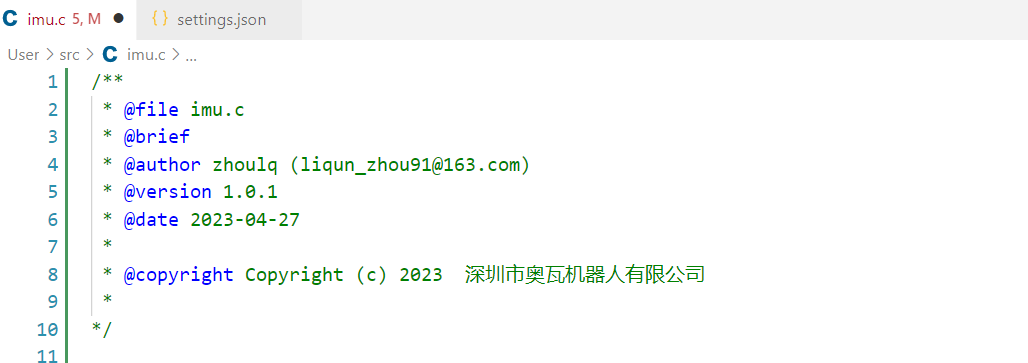 imu.c 5, M settings.json
User > src > imu.c > ...
1 /**
2 * @file imu.c
3 * @brief
4 * @author zhoulq (liqun_zhou91@163.com)
5 * @version 1.0.1
6 * @date 2023-04-27
7 *
8 * @copyright Copyright (c) 2023 深圳市奥瓦机器人有限公司
9 *
10 */
11